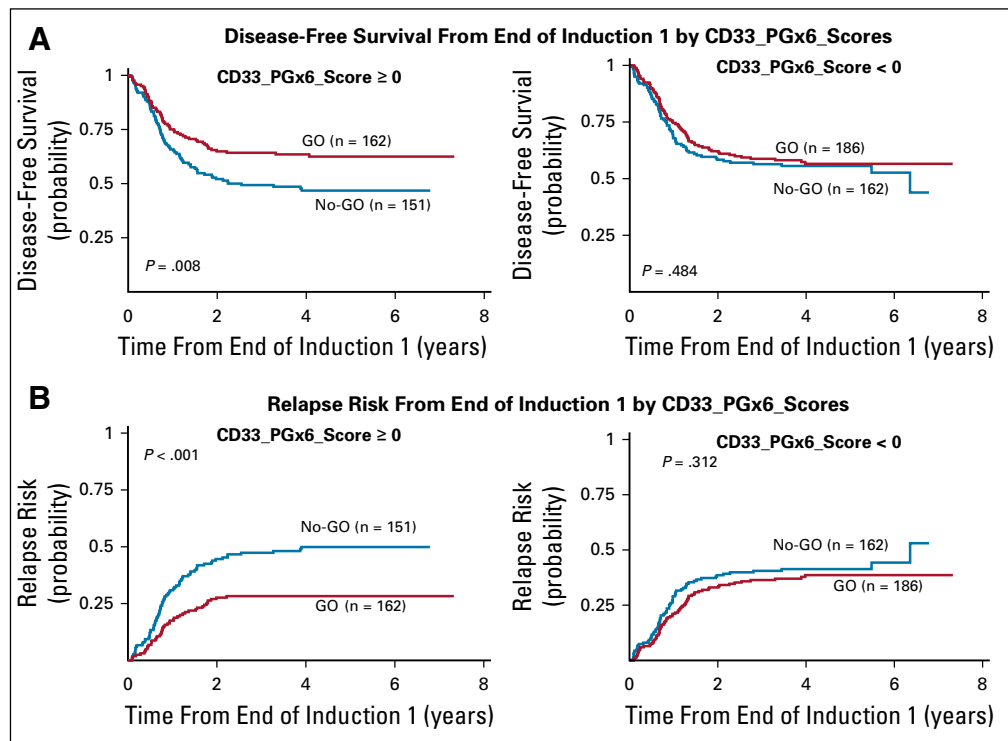 A
Disease-Free Survival From End of Induction 1 by CD33_PGx6_Scores
Disease-Free Survival
(probability)
CD33_PGx6_Score ≥ 0
1
0.75
0.5
0.25
GO (n = 162)
No-GO (n = 151)
P = .008
0 2 4 6 8
Time From End of Induction 1 (years)
Disease-Free Survival
(probability)
CD33_PGx6_Score < 0
1
0.75
0.5
0.25
GO (n = 186)
No-GO (n = 162)
P = .484
0 2 4 6 8
Time From End of Induction 1 (years)
B
Relapse Risk From End of Induction 1 by CD33_PGx6_Scores
Relapse Risk
(probability)
CD33_PGx6_Score ≥ 0
P < .001
1
0.75
0.5
0.25
No-GO (n = 151)
GO (n = 162)
0 2 4 6 8
Time From End of Induction 1 (years)
Relapse Risk
(probability)
CD33_PGx6_Score < 0
P = .312
1
0.75
0.5
0.25
No-GO (n = 162)
GO (n = 186)
0 2 4 6 8
Time From End of Induction 1 (years)